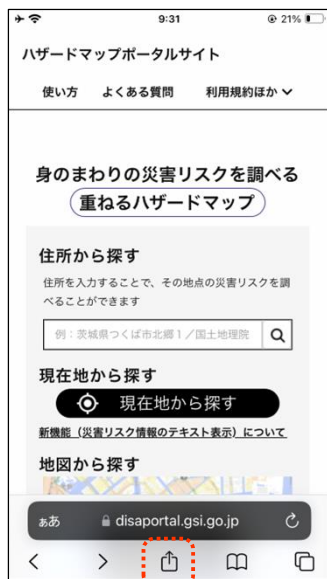 9:31
21%
ハザードマップポータルサイト
使い方 よくある質問 利用規約ほか
身のまわりの災害リスクを調べる
重ねるハザードマップ
住所から探す
住所を入力することで、その地点の災害リスクを調
べることができます
例：茨城県つくば市北郷１／国土地理院
現在地から探す
現在地から探す
新機能（災害リスク情報のテキスト表示）について
地図から探す
ぁあ disaportal.gsi.go.jp